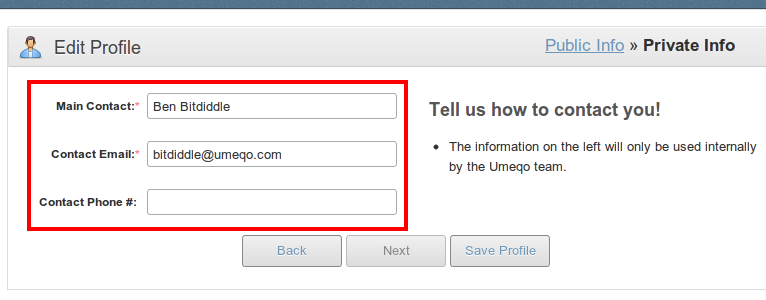 Edit Profile
Public Info » Private Info
Main Contact:* Ben Bitdiddle
Contact Email:* bitdiddle@umeqo.com
Contact Phone #:
Tell us how to contact you!
• The information on the left will only be used internally
by the Umeqo team.
Back Next Save Profile